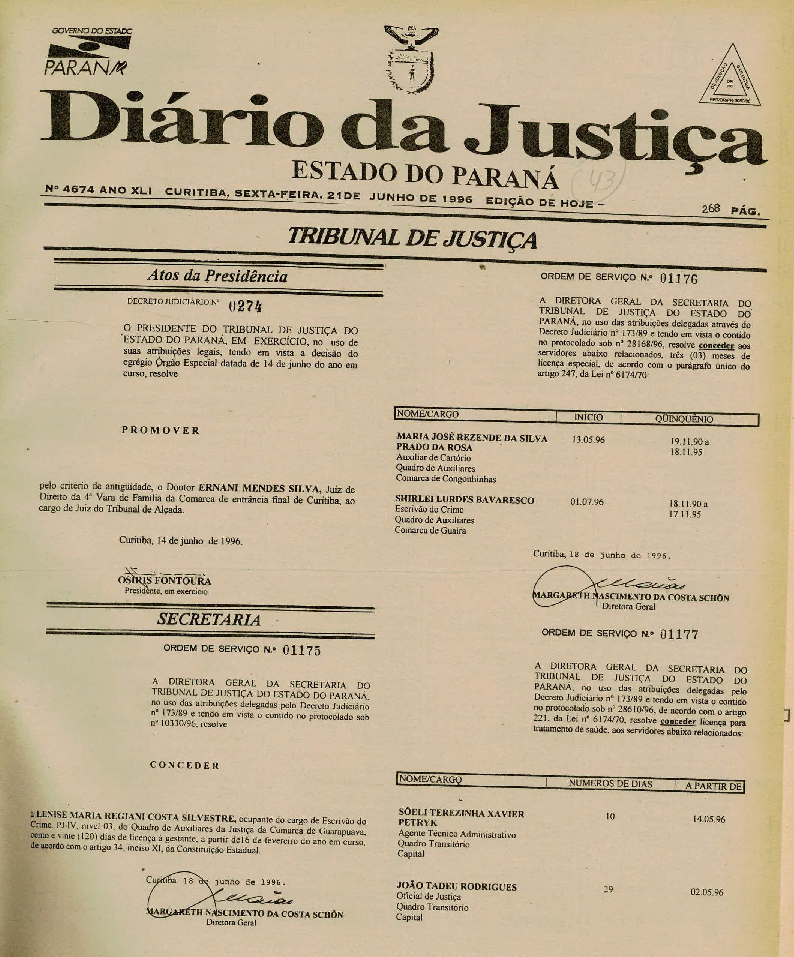 GOVERNO DO ESTADO
PARANÁ
Diário da Justiça
ESTADO DO PARANÁ
(43)
Nº 4674 ANO XLI CURITIBA, SEXTA-FEIRA, 21 DE JUNHO DE 1996 EDIÇÃO DE HOJE – 268 PÁG.
TRIBUNAL DE JUSTIÇA
Atos da Presidência
DECRETO JUDICIÁRIO Nº 0274
O PRESIDENTE DO TRIBUNAL DE JUSTIÇA DO
ESTADO DO PARANÁ, EM EXERCÍCIO, no uso de
suas atribuições legais, tendo em vista a decisão do
egrégio Órgão Especial datada de 14 de junho do ano em
curso, resolve
PROMOVER
pelo criterio de antigüidade, o Doutor ERNANI MENDES SILVA, Juiz de
Direito da 4ª Vara de Família da Comarca de entrância final de Curitiba, ao
cargo de Juiz do Tribunal de Alçada.
Curitiba, 14 de junho de 1996.
OSÍRIS FONTOURA
Presidente, em exercício
SECRETARIA
ORDEM DE SERVIÇO N.º 01175
A DIRETORA GERAL DA SECRETARIA DO
TRIBUNAL DE JUSTIÇA DO ESTADO DO PARANÁ,
no uso das atribuições delegadas pelo Decreto Judiciário
nº 173/89 e tendo em vista o contido no protocolado sob
nº 10330/96, resolve
CONCEDER
a LENISE MARIA REGIANI COSTA SILVESTRE, ocupante do cargo de Escrivão do
Crime, PJ-IV, nivel 03, do Quadro de Auxiliares da Justiça da Comarca de Guarapuava,
cento e vinte (120) dias de licença à gestante, a partir de16 de fevereiro do ano em curso,
de acordo com o artigo 34, inciso XI, da Constituição Estadual.
Curitiba 18 de junho de 1996.
MARGARETH NASCIMENTO DA COSTA SCHÖN
Diretora Geral
ORDEM DE SERVIÇO N.º 01176
A DIRETORA GERAL DA SECRETARIA DO
TRIBUNAL DE JUSTIÇA DO ESTADO DO
PARANÁ, no uso das atribuições delegadas através do
Decreto Judiciário nº 173/89 e tendo em vista o contido
no protocolado sob nº 28168/96, resolve conceder aos
servidores abaixo relacionados, três (03) meses de
licença especial, de acordo com o parágrafo único do
artigo 247, da Lei nº 6174/70
NOME/CARGO INÍCIO QÜINQUÊNIO
MARIA JOSÉ REZENDE DA SILVA 13.05.96 19.11.90 a
PRADO DA ROSA 18.11.95
Auxiliar de Cartório
Quadro de Auxiliares
Comarca de Congonhinhas
SHIRLEI LURDES BAVARESCO 01.07.96 18.11.90 a
Escrivão do Crime 17.11.95
Quadro de Auxiliares
Comarca de Guaira
Curitiba, 18 de junho de 1996.
MARGARETH NASCIMENTO DA COSTA SCHÖN
Diretora Geral
ORDEM DE SERVIÇO N.º 01177
A DIRETORA GERAL DA SECRETARIA DO
TRIBUNAL DE JUSTIÇA DO ESTADO DO
PARANÁ, no uso das atribuições delegadas pelo
Decreto Judiciário nº 173/89 e tendo em vista o contido
no protocolado sob nº 28610/96, de acordo com o artigo
221, da Lei nº 6174/70, resolve conceder licença para
tratamento de saúde, aos servidores abaixo relacionados:
NOME/CARGO NÚMEROS DE DIAS A PARTIR DE
SÔELI TEREZINHA XAVIER 10 14.05.96
PETRYK
Agente Técnico Administrativo
Quadro Transitório
Capital
JOÃO TADEU RODRIGUES 29 02.05.96
Oficial de Justiça
Quadro Transitório
Capital